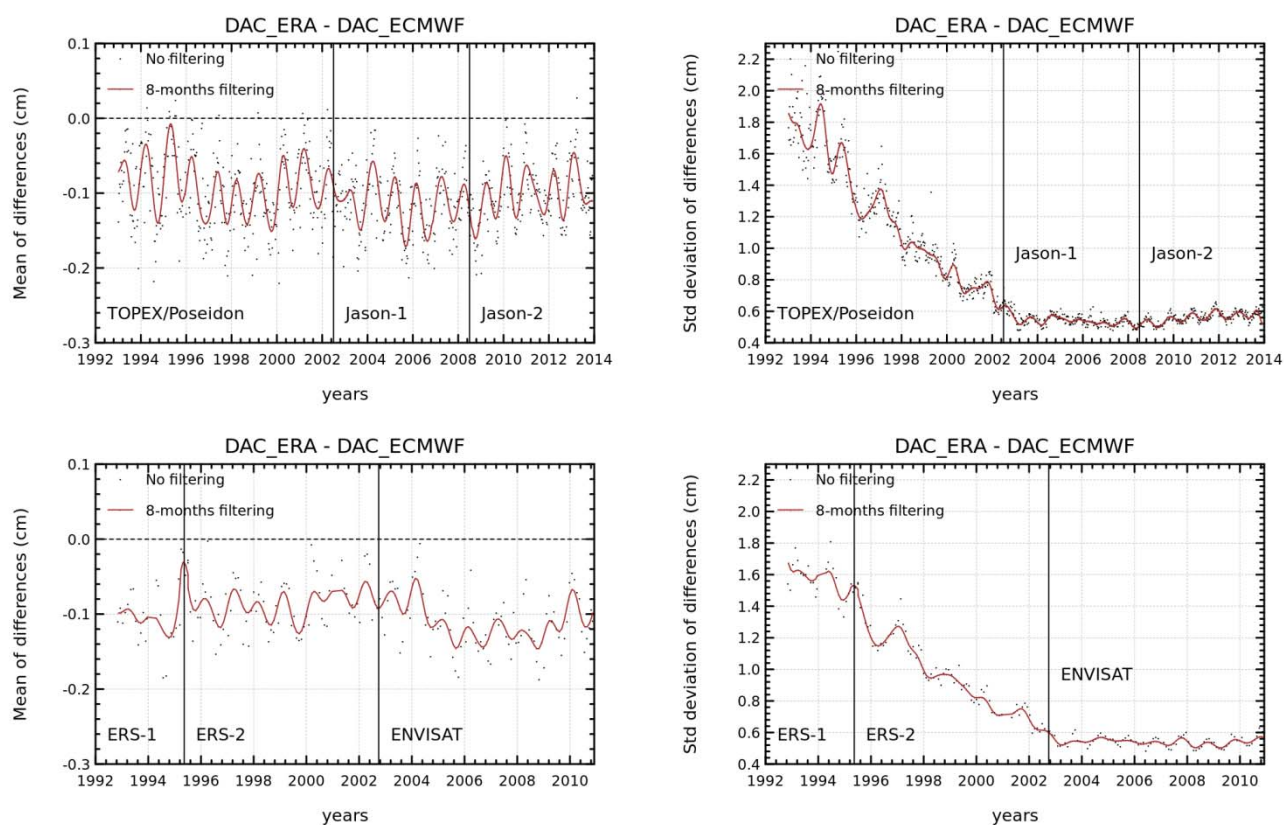 DAC_ERA - DAC_ECMWF
0.1
0.0
-0.1
-0.2
-0.3
Mean of differences (cm)
No filtering
8-months filtering
TOPEX/Poseidon
Jason-1
Jason-2
1992 1994 1996 1998 2000 2002 2004 2006 2008 2010 2012 2014
years
DAC_ERA - DAC_ECMWF
2.2
2.0
1.8
1.6
1.4
1.2
1.0
0.8
0.6
0.4
Std deviation of differences (cm)
No filtering
8-months filtering
Jason-1
Jason-2
TOPEX/Poseidon
1992 1994 1996 1998 2000 2002 2004 2006 2008 2010 2012 2014
years
DAC_ERA - DAC_ECMWF
0.1
0.0
-0.1
-0.2
-0.3
Mean of differences (cm)
No filtering
8-months filtering
ERS-1
ERS-2
ENVISAT
1992 1994 1996 1998 2000 2002 2004 2006 2008 2010
years
DAC_ERA - DAC_ECMWF
2.2
2.0
1.8
1.6
1.4
1.2
1.0
0.8
0.6
0.4
Std deviation of differences (cm)
No filtering
8-months filtering
ENVISAT
ERS-1
ERS-2
1992 1994 1996 1998 2000 2002 2004 2006 2008 2010
years